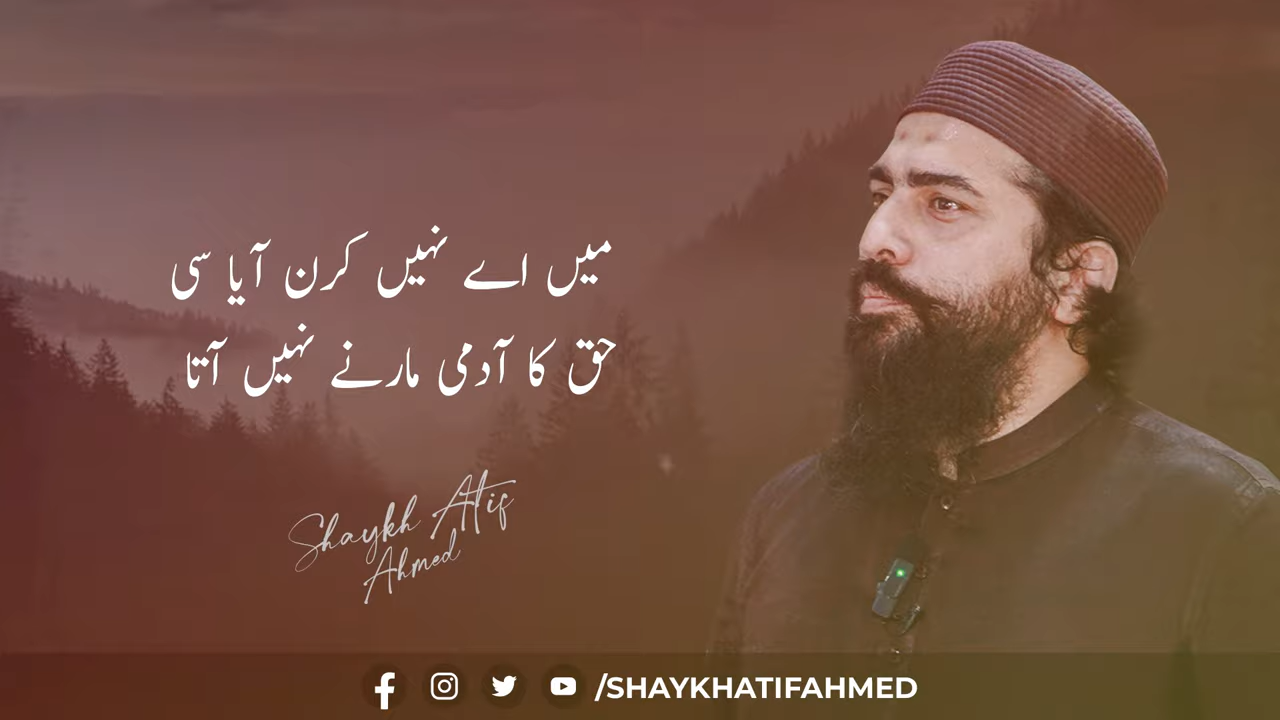 میں اے نہیں کرن آیا سی
حق کا آدمی مارنے نہیں آتا
Shaykh Atif
Ahmed
/SHAYKHATIFAHMED